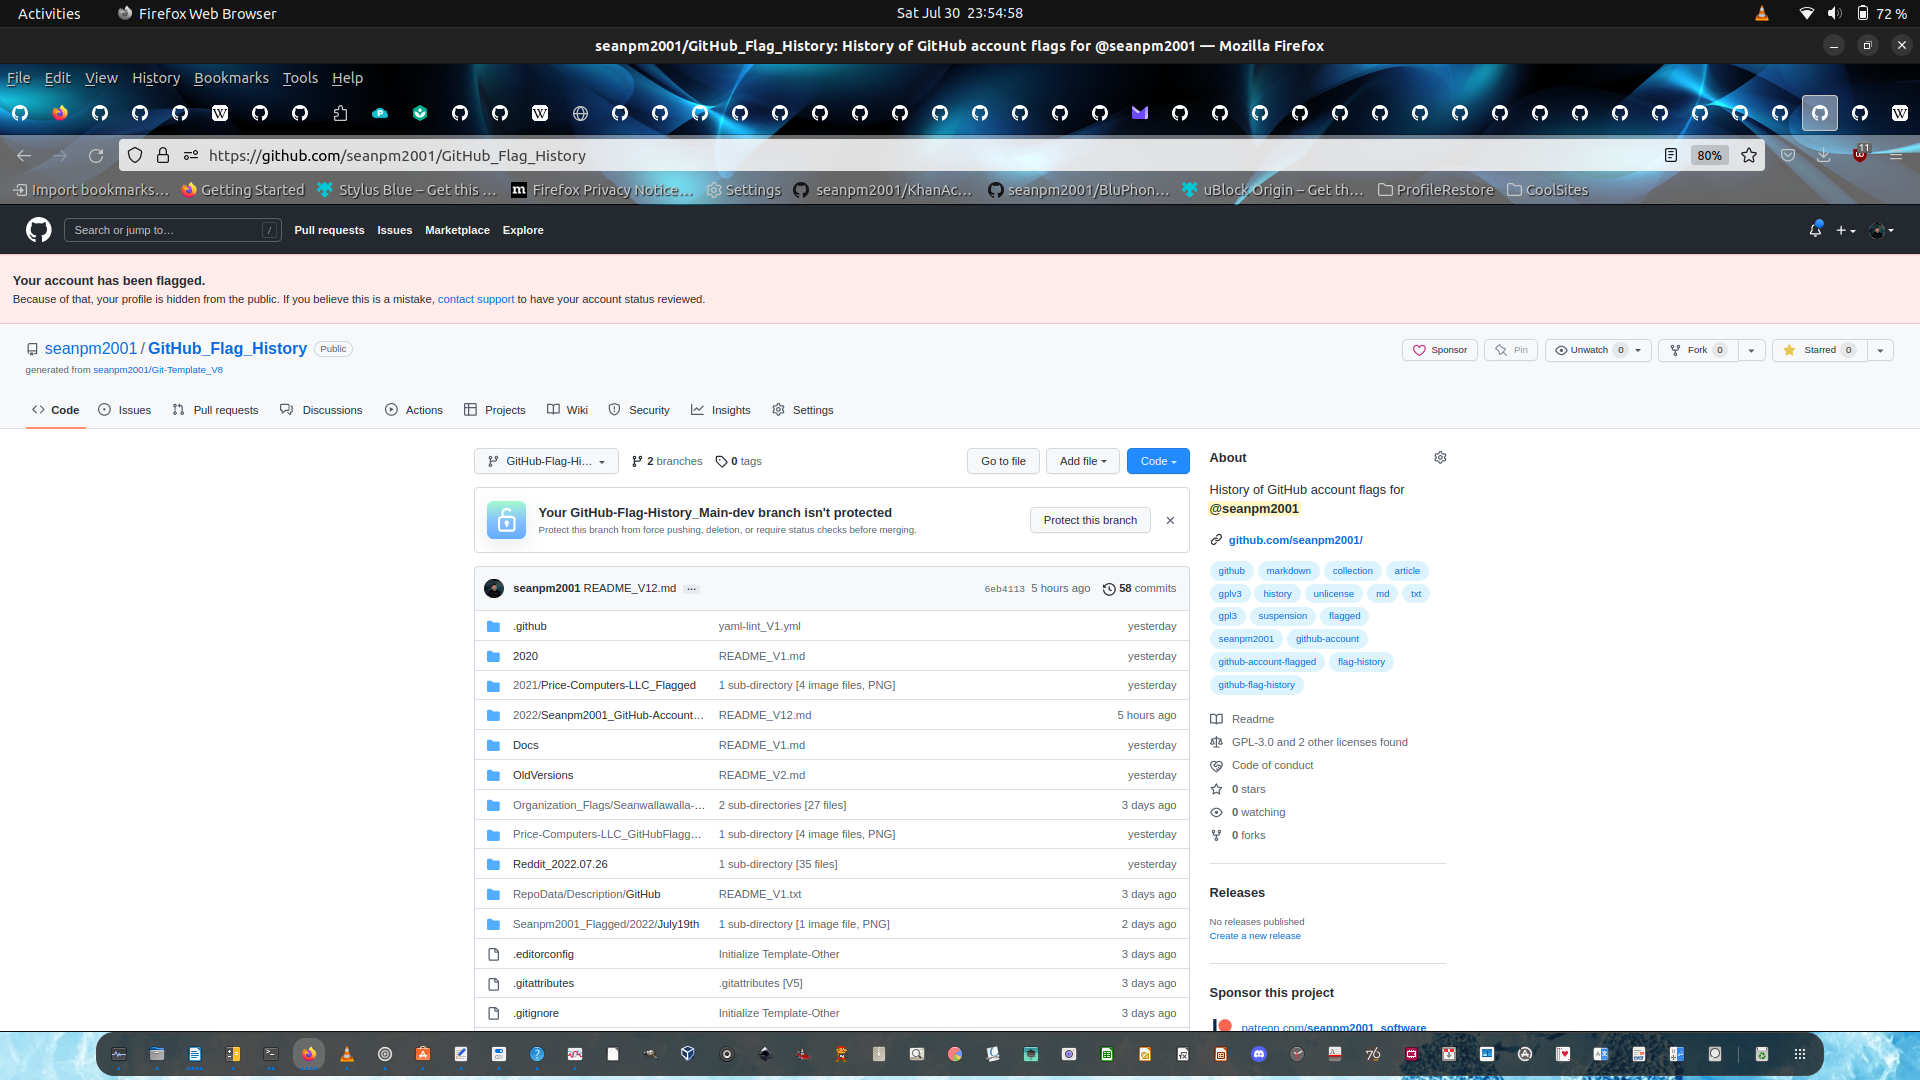 Activities Firefox Web Browser Sat Jul 30 23:54:58 72 %
seanpm2001/GitHub_Flag_History: History of GitHub account flags for @seanpm2001 — Mozilla Firefox
File Edit View History Bookmarks Tools Help
https://github.com/seanpm2001/GitHub_Flag_History 80% 11
Import bookmarks… Getting Started Stylus Blue – Get this … Firefox Privacy Notice… Settings seanpm2001/KhanAc… seanpm2001/BluPhon… uBlock Origin – Get th… ProfileRestore CoolSites
Search or jump to… / Pull requests Issues Marketplace Explore
Your account has been flagged.
Because of that, your profile is hidden from the public. If you believe this is a mistake, contact support to have your account status reviewed.
seanpm2001 / GitHub_Flag_History Public Sponsor Pin Unwatch 0 Fork 0 Starred 0
generated from seanpm2001/Git-Template_V8
Code Issues Pull requests Discussions Actions Projects Wiki Security Insights Settings
GitHub-Flag-Hi… 2 branches 0 tags Go to file Add file Code
Your GitHub-Flag-History_Main-dev branch isn't protected
Protect this branch from force pushing, deletion, or require status checks before merging.
Protect this branch
seanpm2001 README_V12.md … 6eb4113 5 hours ago 58 commits
.github yaml-lint_V1.yml yesterday
2020 README_V1.md yesterday
2021/Price-Computers-LLC_Flagged 1 sub-directory [4 image files, PNG] yesterday
2022/Seanpm2001_GitHub-Account… README_V12.md 5 hours ago
Docs README_V1.md yesterday
OldVersions README_V2.md yesterday
Organization_Flags/Seanwallawalla-… 2 sub-directories [27 files] 3 days ago
Price-Computers-LLC_GitHubFlagg… 1 sub-directory [4 image files, PNG] yesterday
Reddit_2022.07.26 1 sub-directory [35 files] yesterday
RepoData/Description/GitHub README_V1.txt 3 days ago
Seanpm2001_Flagged/2022/July19th 1 sub-directory [1 image file, PNG] 2 days ago
.editorconfig Initialize Template-Other 3 days ago
.gitattributes .gitattributes [V5] 3 days ago
.gitignore Initialize Template-Other 3 days ago
About
History of GitHub account flags for
@seanpm2001
github.com/seanpm2001/
github markdown collection article
gplv3 history unlicense md txt
gpl3 suspension flagged
seanpm2001 github-account
github-account-flagged flag-history
github-flag-history
Readme
GPL-3.0 and 2 other licenses found
Code of conduct
0 stars
0 watching
0 forks
Releases
No releases published
Create a new release
Sponsor this project
patreon.com/seanpm2001_software